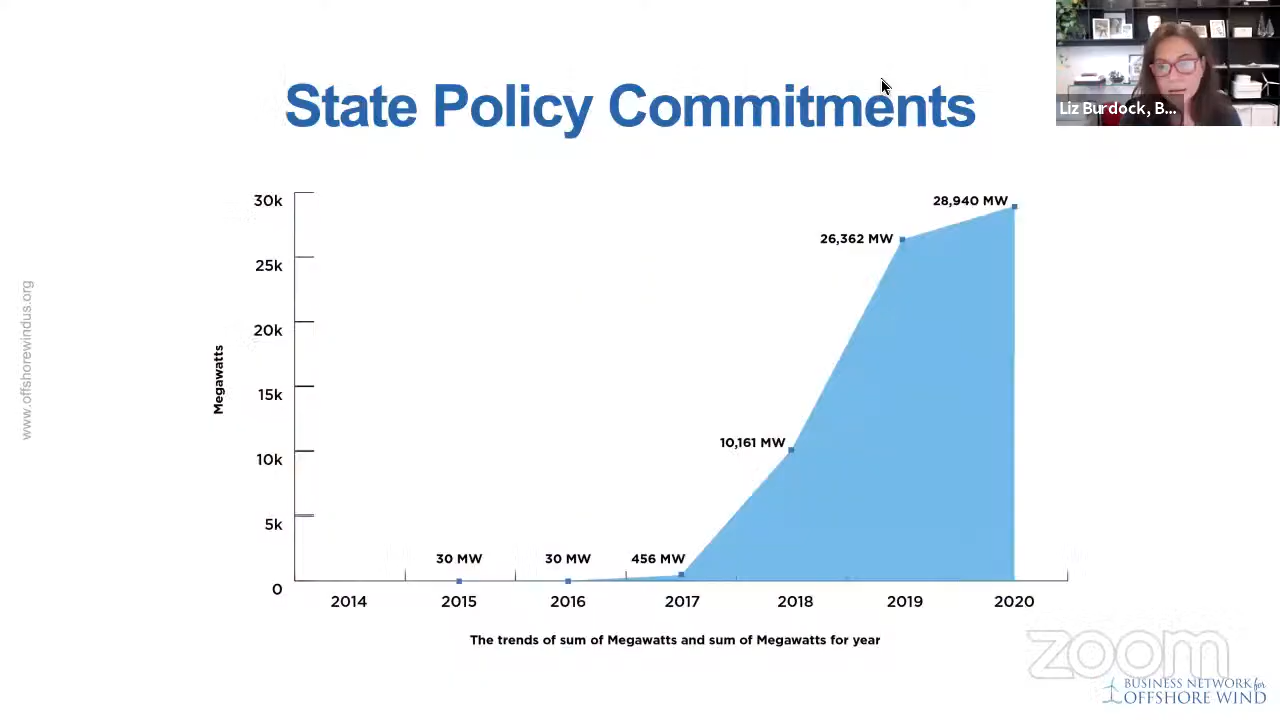 State Policy Commitments
Liz Burdock, B...
www.offshorewindus.org
Megawatts
30k
25k
20k
15k
10k
5k
0
30 MW
30 MW
456 MW
10,161 MW
26,362 MW
28,940 MW
2014
2015
2016
2017
2018
2019
2020
The trends of sum of Megawatts and sum of Megawatts for year
zoom
BUSINESS NETWORK for
OFFSHORE WIND